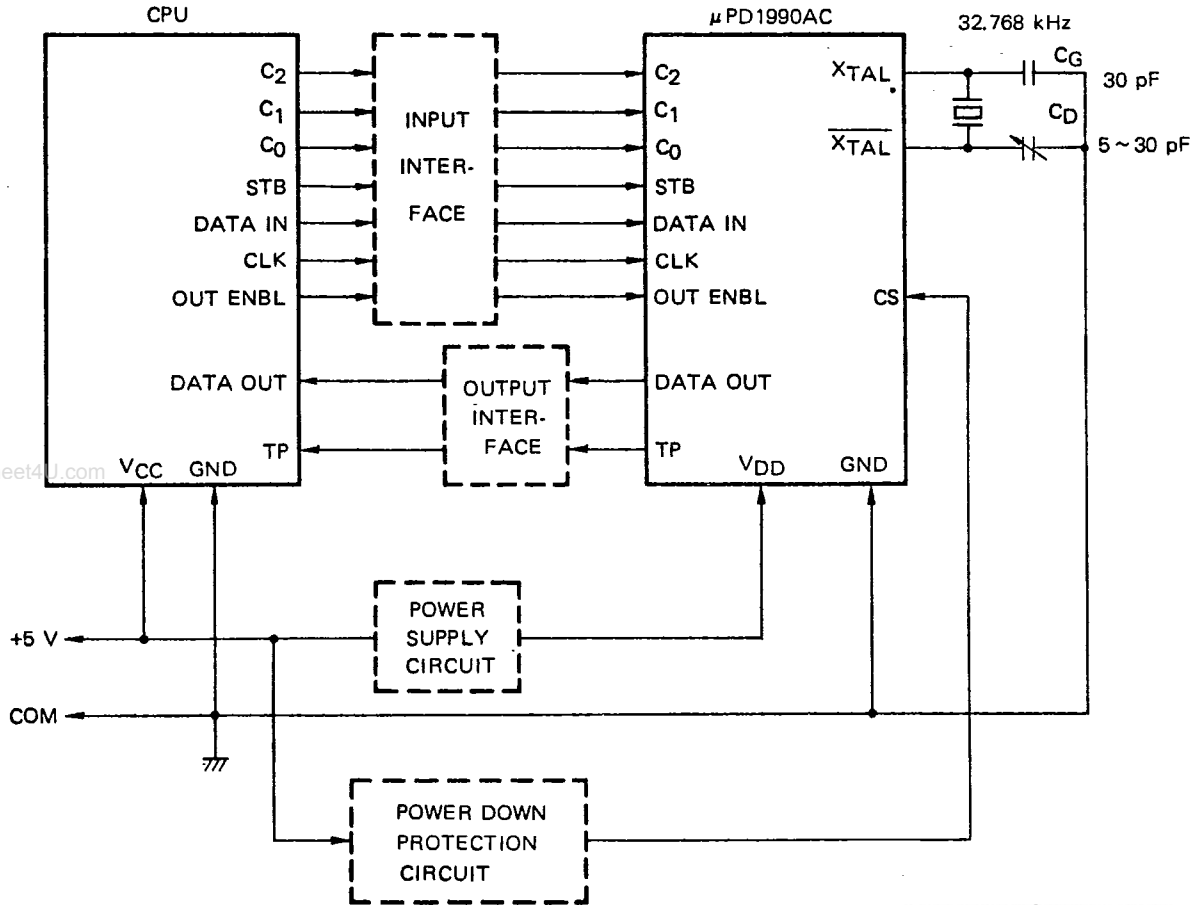 CPU
μPD1990AC
32.768 kHz
C2
C1
C0
STB
DATA IN
CLK
OUT ENBL
DATA OUT
TP
VCC
GND
INPUT
INTER-
FACE
OUTPUT
INTER-
FACE
C2
C1
C0
STB
DATA IN
CLK
OUT ENBL
DATA OUT
TP
VDD
GND
XTAL
X̅T̅A̅L̅
CS
CG
30 pF
CD
5 ~ 30 pF
eet4U.com
+5 V
COM
POWER
SUPPLY
CIRCUIT
POWER DOWN
PROTECTION
CIRCUIT